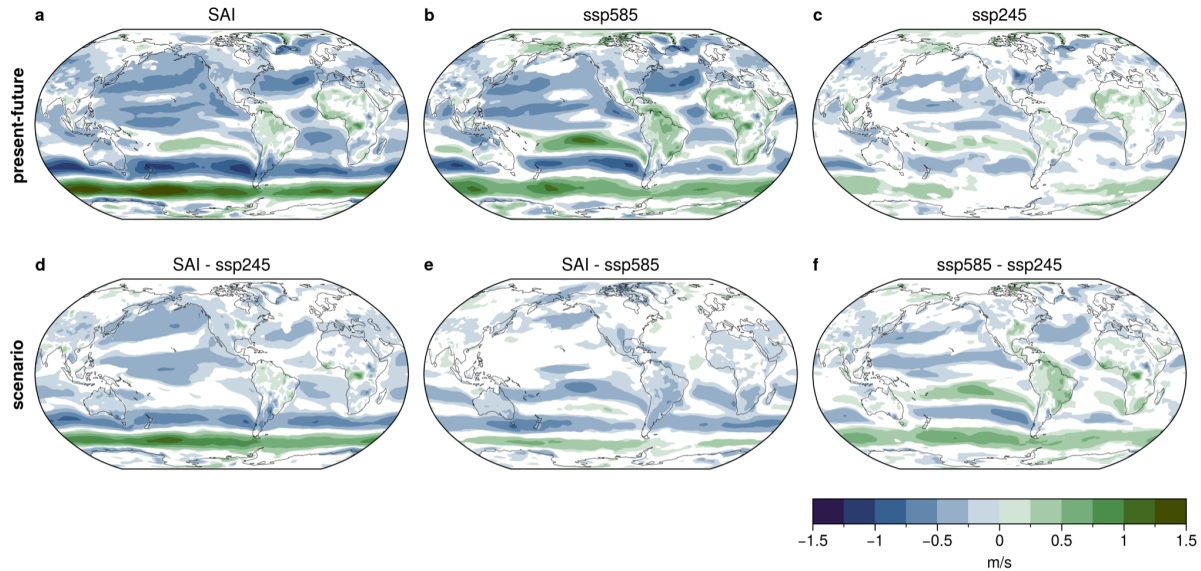 a
SAI
b
ssp585
c
ssp245
present-future
d
SAI - ssp245
e
SAI - ssp585
f
ssp585 - ssp245
scenario
−1.5 −1 −0.5 0 0.5 1 1.5
m/s